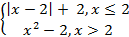 |x − 2| + 2, x ≤ 2
x² − 2, x > 2